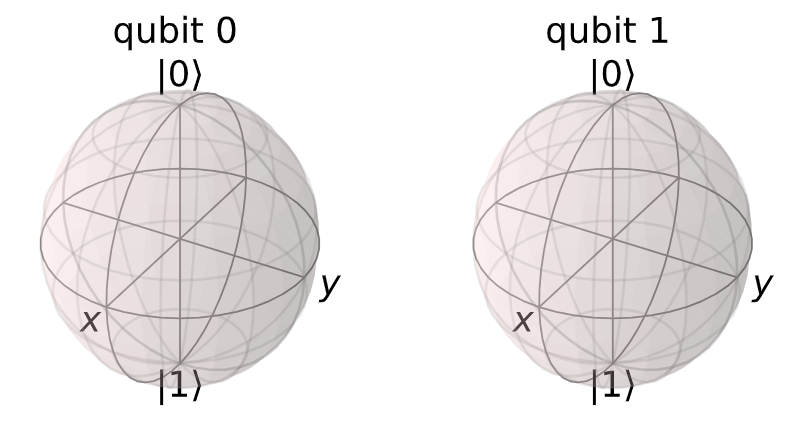 qubit 0
|0⟩
x
y
|1⟩
qubit 1
|0⟩
x
y
|1⟩